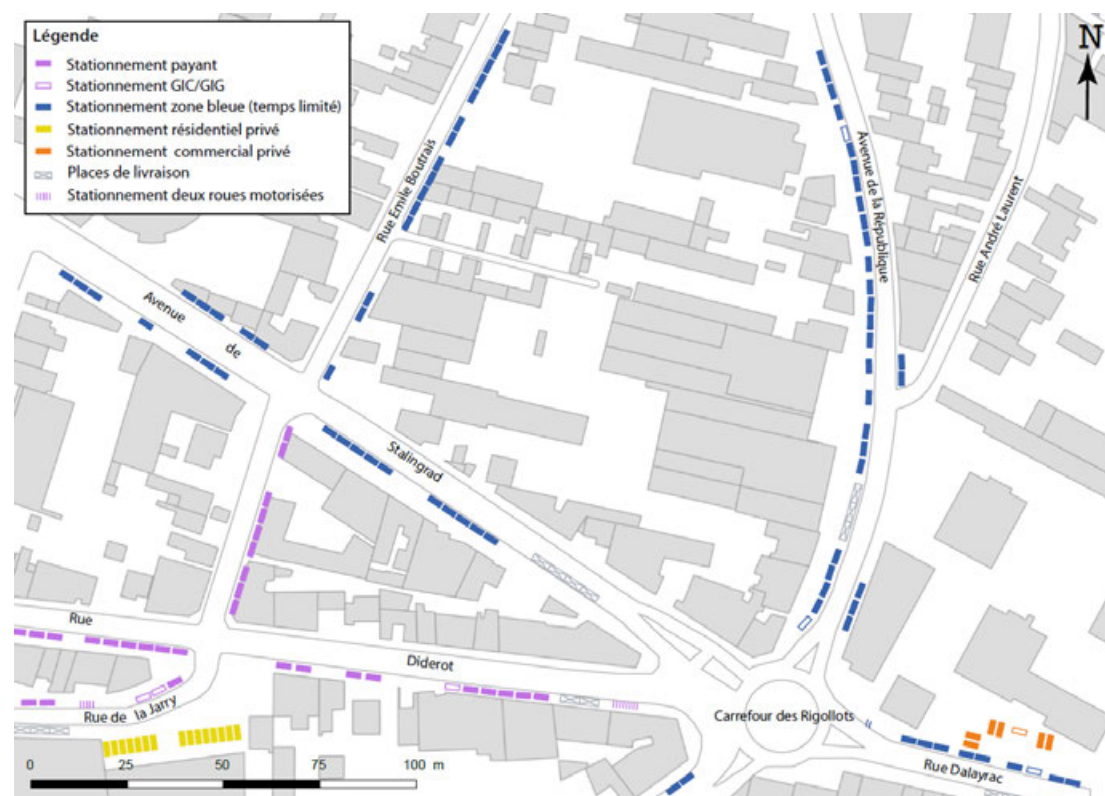 Légende
Stationnement payant
Stationnement GIC/GIG
Stationnement zone bleue (temps limité)
Stationnement résidentiel privé
Stationnement commercial privé
Places de livraison
Stationnement deux roues motorisées
N
Rue Emile Boutrais
Avenue de la République
Rue André Laurent
Avenue
de
Stalingrad
Rue
Diderot
Rue de la Jarry
Carrefour des Rigollots
Rue Dalayrac
0 25 50 75 100 m